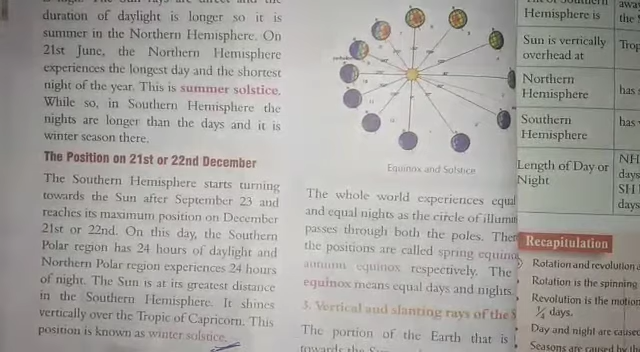 duration of daylight is longer so it is
summer in the Northern Hemisphere. On
21st June, the Northern Hemisphere
experiences the longest day and the shortest
night of the year. This is summer solstice.
While so, in Southern Hemisphere the
nights are longer than the days and it is
winter season there.
The Position on 21st or 22nd December
The Southern Hemisphere starts turning
towards the Sun after September 23 and
reaches its maximum position on December
21st or 22nd. On this day, the Southern
Polar region has 24 hours of daylight and
Northern Polar region experiences 24 hours
of night. The Sun is at its greatest distance
in the Southern Hemisphere. It shines
vertically over the Tropic of Capricorn. This
position is known as winter solstice.
Equinox and Solstice
The whole world experiences equal
and equal nights as the circle of illumin
passes through both the poles.
the positions are called spring equino
autumn equinox respectively. The
equinox means equal days and nights
3. Vertical and slanting rays of the S
The portion of the Earth that is
towards the
Hemisphere is
the
Sun is vertically
overhead at
Trop
Northern
Hemisphere
has
Southern
Hemisphere
has
Length of Day or
Night
NH
days
SH
days
Recapitulation
Rotation and revolution
Rotation is the spinning
Revolution is the motion
¼ days.
Day and night are cause
Seasons are caused by th